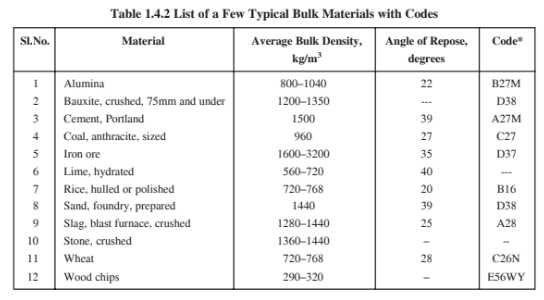 Table 1.4.2 List of a Few Typical Bulk Materials with Codes
Sl.No. Material Average Bulk Density, kg/m³ Angle of Repose, degrees Code*
1 Alumina 800–1040 22 B27M
2 Bauxite, crushed, 75mm and under 1200–1350 --- D38
3 Cement, Portland 1500 39 A27M
4 Coal, anthracite, sized 960 27 C27
5 Iron ore 1600–3200 35 D37
6 Lime, hydrated 560–720 40 ---
7 Rice, hulled or polished 720–768 20 B16
8 Sand, foundry, prepared 1440 39 D38
9 Slag, blast furnace, crushed 1280–1440 25 A28
10 Stone, crushed 1360–1440 – –
11 Wheat 720–768 28 C26N
12 Wood chips 290–320 – E56WY